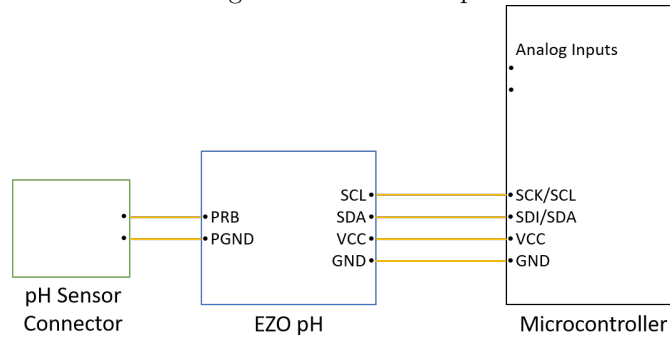 Analog Inputs
SCL
SCK/SCL
PRB
SDA
SDI/SDA
PGND
VCC
VCC
GND
GND
pH Sensor
Connector
EZO pH
Microcontroller